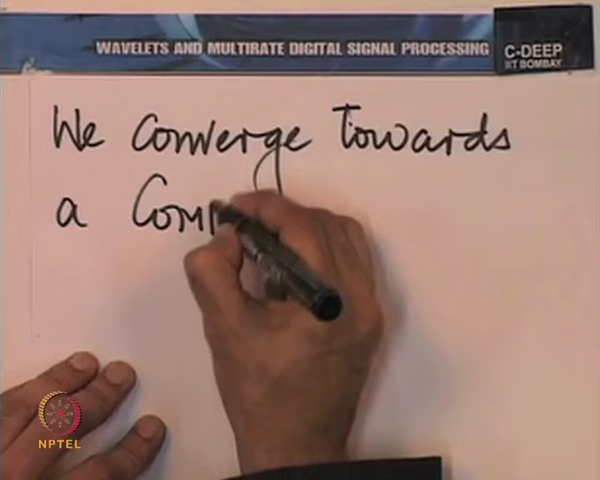 WAVELETS AND MULTIRATE DIGITAL SIGNAL PROCESSING
C-DEEP
IIT BOMBAY
We Converge Towards
a Com
NPTEL